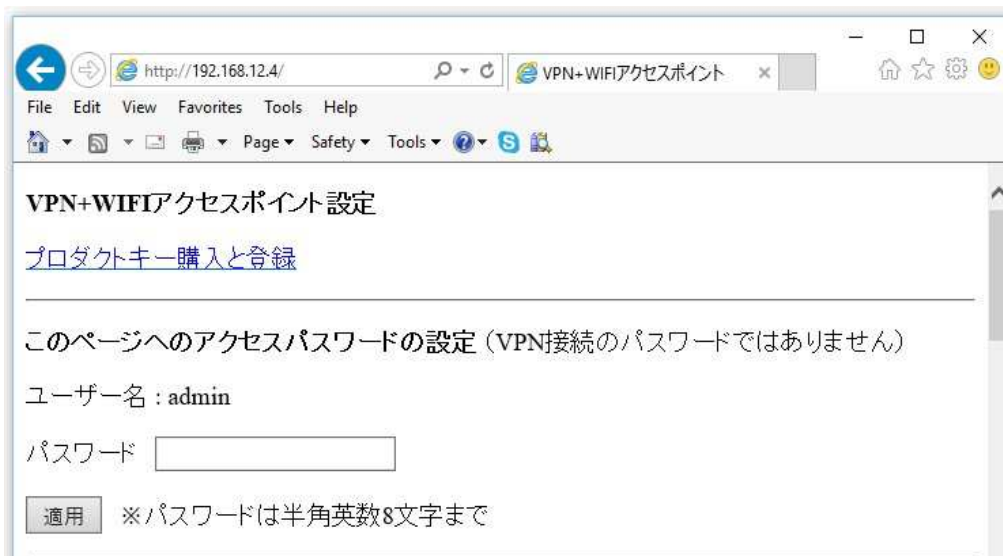 http://192.168.12.4/
VPN+WIFIアクセスポイント
File Edit View Favorites Tools Help
Page Safety Tools
VPN+WIFIアクセスポイント設定
プロダクトキー購入と登録
このページへのアクセスパスワードの設定（VPN接続のパスワードではありません）
ユーザー名 : admin
パスワード
適用 ※パスワードは半角英数8文字まで